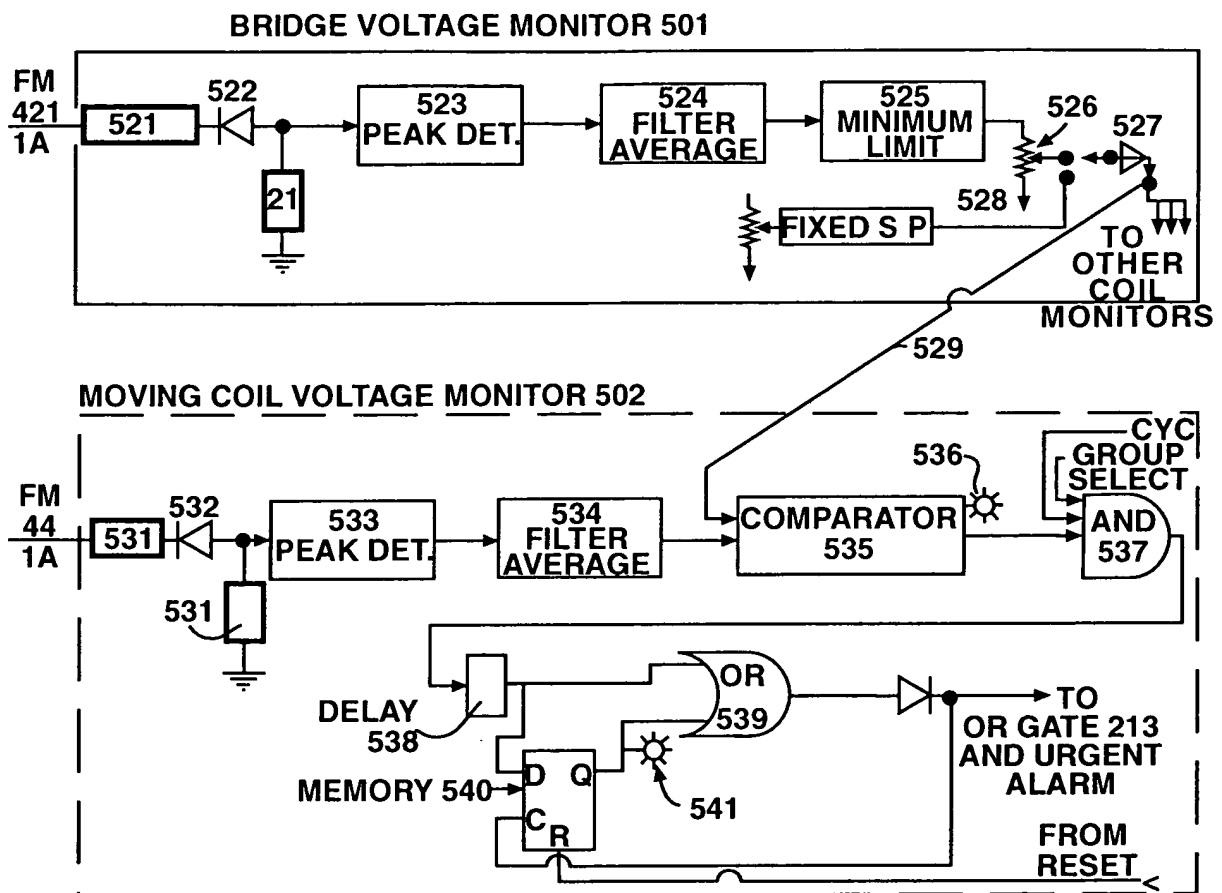 BRIDGE VOLTAGE MONITOR 501
FM
421
1A
521
522
21
523
PEAK DET.
524
FILTER
AVERAGE
525
MINIMUM
LIMIT
526
527
528
FIXED S P
TO
OTHER
COIL
MONITORS
529
MOVING COIL VOLTAGE MONITOR 502
FM
44
1A
531
532
531
533
PEAK DET.
534
FILTER
AVERAGE
COMPARATOR
535
536
CYC
GROUP
SELECT
AND
537
DELAY
538
OR
539
TO
OR GATE 213
AND URGENT
ALARM
MEMORY 540
D Q
C
R
541
FROM
RESET